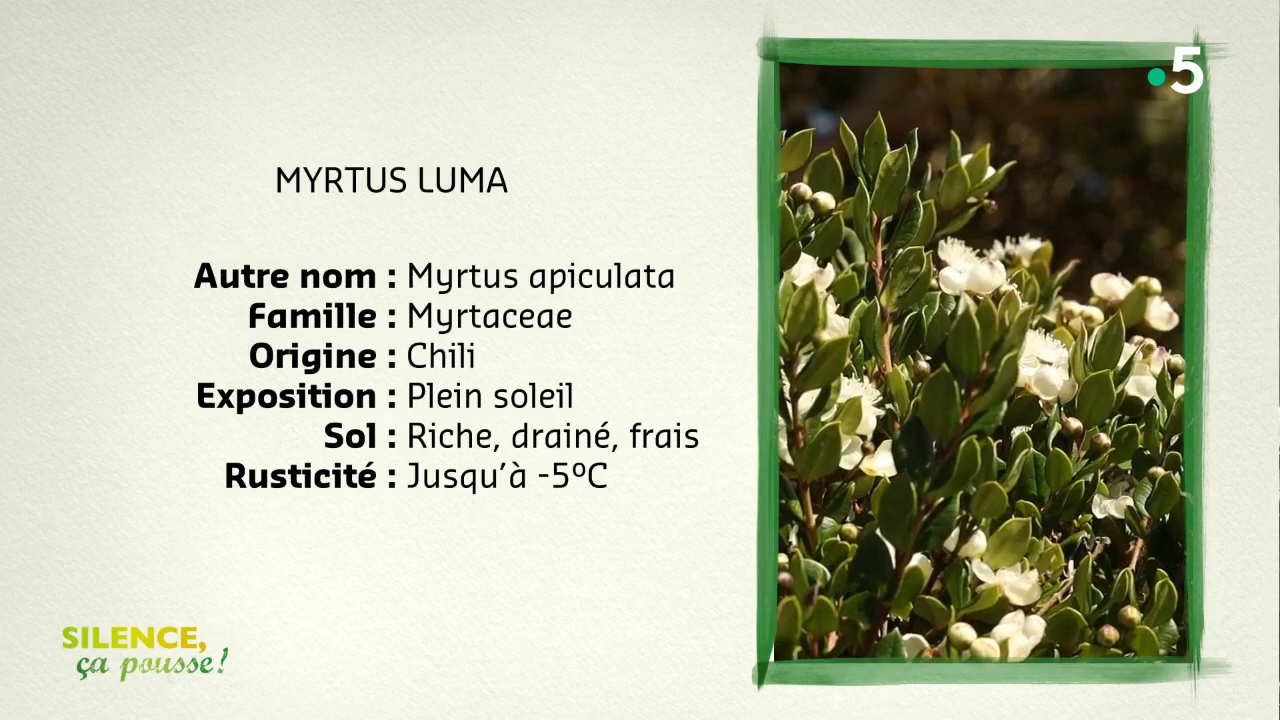 5
MYRTUS LUMA
Autre nom : Myrtus apiculata
Famille : Myrtaceae
Origine : Chili
Exposition : Plein soleil
Sol : Riche, drainé, frais
Rusticité : Jusqu’à -5ºC
SILENCE,
ça pousse!